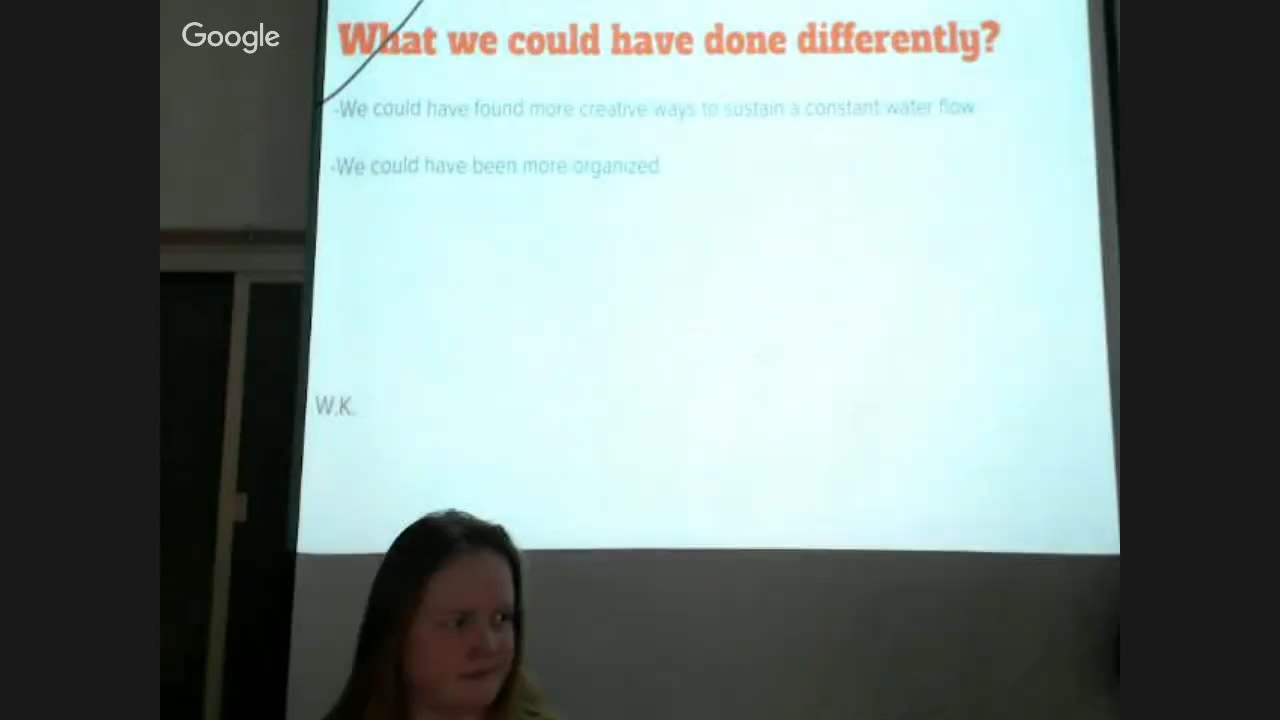 Google
What we could have done differently?
-We could have found more creative ways to sustain a constant water flow
-We could have been more organized
W.K.